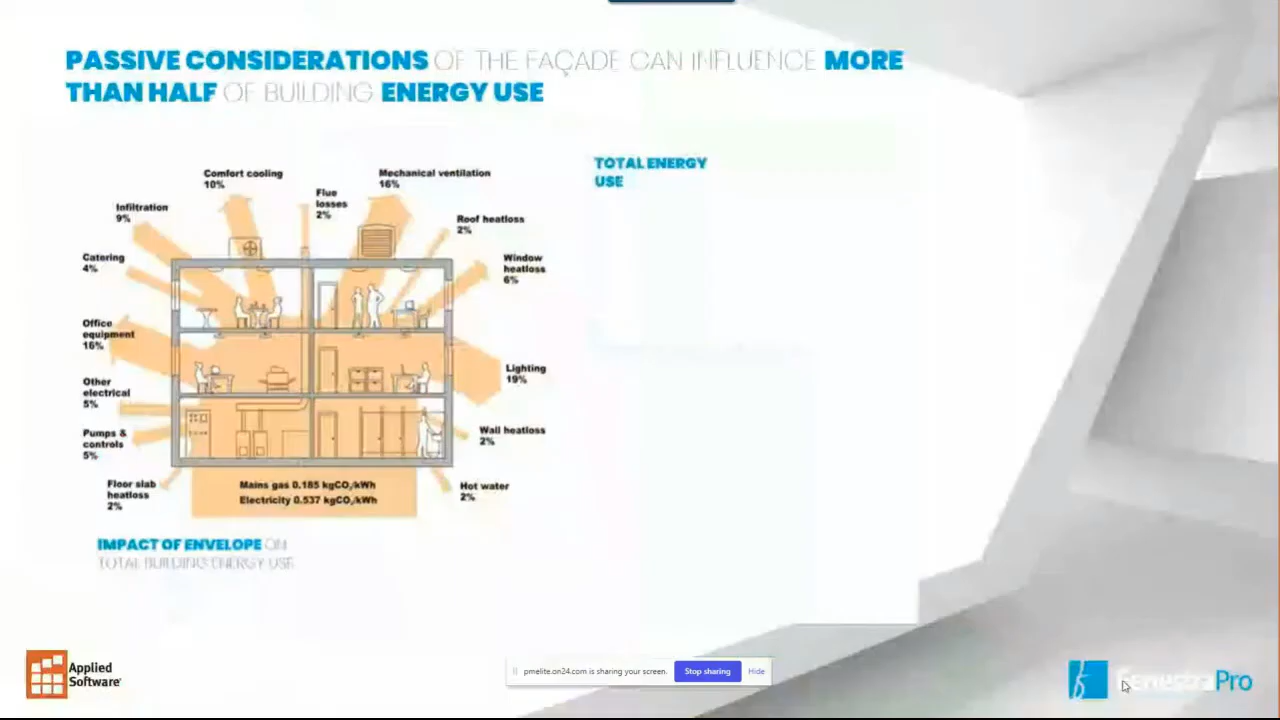 PASSIVE CONSIDERATIONS OF THE FAÇADE CAN INFLUENCE MORE
THAN HALF OF BUILDING ENERGY USE
TOTAL ENERGY
USE
Comfort cooling
10%
Mechanical ventilation
16%
Flue
losses
2%
Infiltration
9%
Roof heatloss
2%
Catering
4%
Window
heatloss
6%
Office
equipment
16%
Lighting
19%
Other
electrical
5%
Pumps &
controls
5%
Wall heatloss
2%
Floor slab
heatloss
2%
Hot water
2%
Mains gas 0.185 kgCO₂/kWh
Electricity 0.537 kgCO₂/kWh
IMPACT OF ENVELOPE ON
TOTAL BUILDING ENERGY USE
Applied
Software
pmelite.on24.com is sharing your screen.
Stop sharing
Hide
FenestraPro